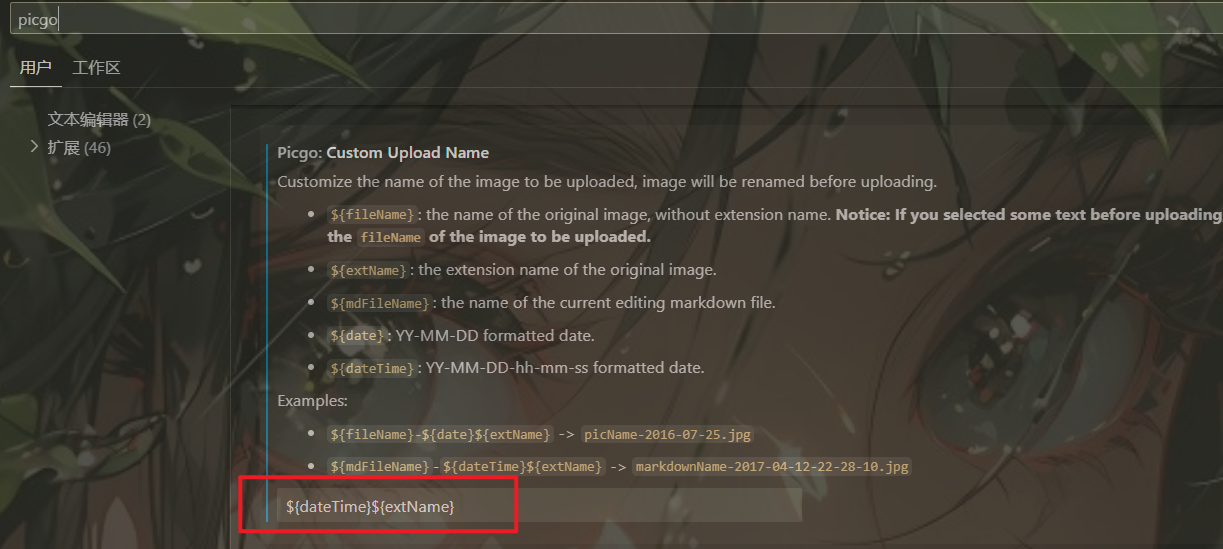 picgo
用户 工作区
文本编辑器 (2)
扩展 (46)
Picgo: Custom Upload Name
Customize the name of the image to be uploaded, image will be renamed before uploading.
${fileName}: the name of the original image, without extension name. Notice: If you selected some text before uploading
the fileName of the image to be uploaded.
${extName}: the extension name of the original image.
${mdFileName}: the name of the current editing markdown file.
${date}: YY-MM-DD formatted date.
${dateTime}: YY-MM-DD-hh-mm-ss formatted date.
Examples:
${fileName}-${date}${extName} -> picName-2016-07-25.jpg
${mdFileName}-${dateTime}${extName} -> markdownName-2017-04-12-22-28-10.jpg
${dateTime}${extName}